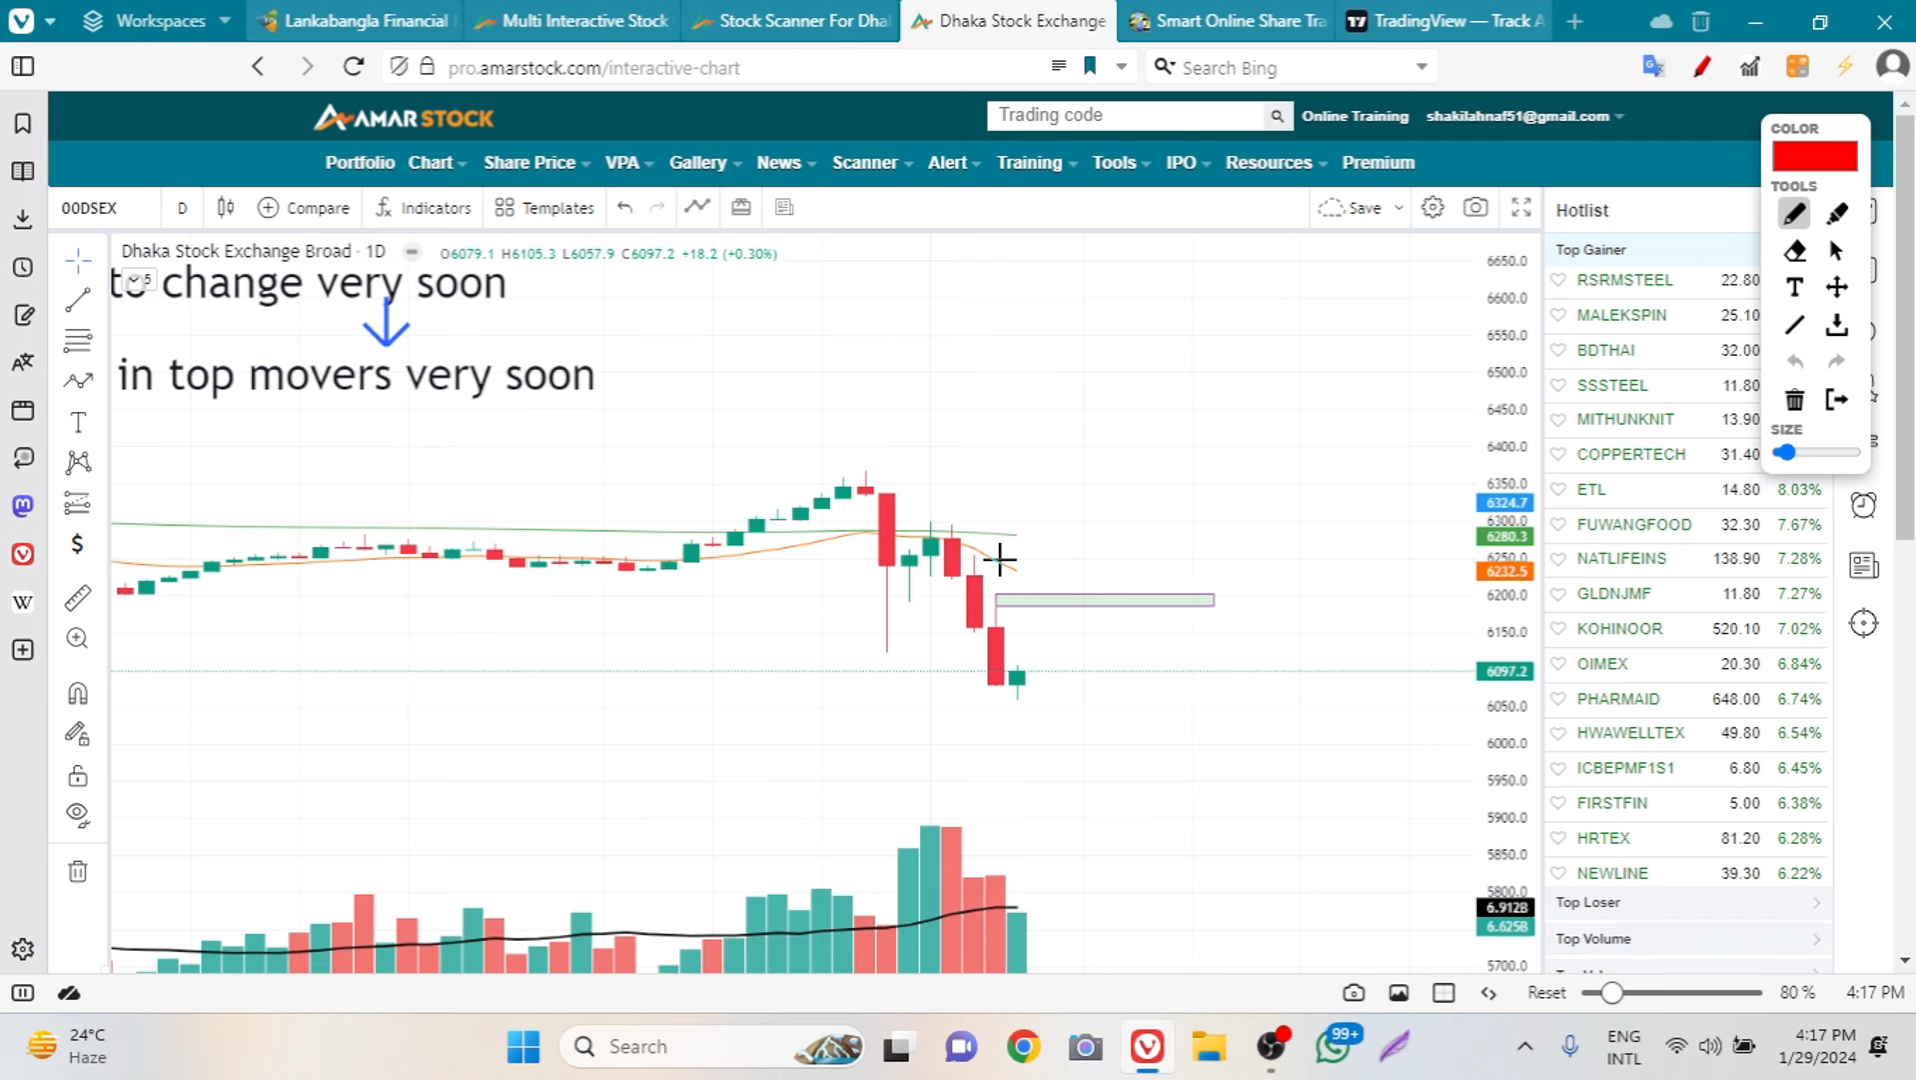 Workspaces
Lankabangla Financial
Multi Interactive Stock
Stock Scanner For Dha
Dhaka Stock Exchange
Smart Online Share Tra
TradingView — Track A
pro.amarstock.com/interactive-chart
Search Bing
AMAR STOCK
Trading code
Online Training
shakilahnaf51@gmail.com
Portfolio Chart Share Price VPA Gallery News Scanner Alert Training Tools IPO Resources Premium
00DSEX D Compare Indicators Templates Save
Dhaka Stock Exchange Broad · 1D O6079.1 H6105.3 L6057.9 C6097.2 +18.2 (+0.30%)
5
to change very soon
in top movers very soon
6650.0
6600.0
6550.0
6500.0
6450.0
6400.0
6350.0
6324.7
6300.0
6280.3
6250.0
6232.5
6200.0
6150.0
6097.2
6050.0
6000.0
5950.0
5900.0
5850.0
5800.0
6.912B
6.625B
5700.0
Hotlist
Top Gainer
RSRMSTEEL 22.80
MALEKSPIN 25.10
BDTHAI 32.00
SSSTEEL 11.80
MITHUNKNIT 13.90
COPPERTECH 31.40
ETL 14.80 8.03%
FUWANGFOOD 32.30 7.67%
NATLIFEINS 138.90 7.28%
GLDNJMF 11.80 7.27%
KOHINOOR 520.10 7.02%
OIMEX 20.30 6.84%
PHARMAID 648.00 6.74%
HWAWELLTEX 49.80 6.54%
ICBEPMF1S1 6.80 6.45%
FIRSTFIN 5.00 6.38%
HRTEX 81.20 6.28%
NEWLINE 39.30 6.22%
Top Loser
Top Volume
COLOR
TOOLS
SIZE
Reset 80 % 4:17 PM
24°C
Haze
Search
99+
ENG
INTL
4:17 PM
1/29/2024